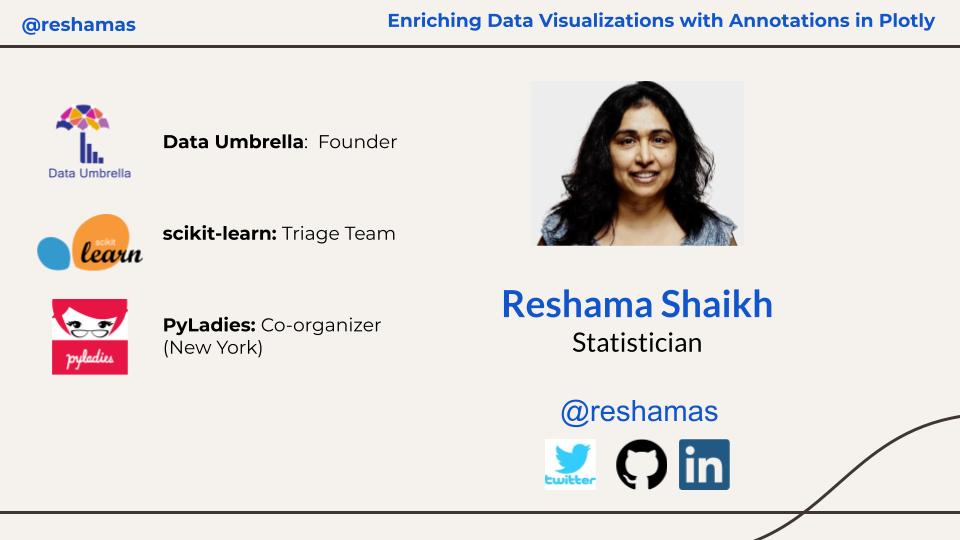 @reshamas
Enriching Data Visualizations with Annotations in Plotly
Data Umbrella
Data Umbrella:  Founder
scikit
learn
scikit-learn: Triage Team
pyladies
PyLadies: Co-organizer
(New York)
Reshama Shaikh
Statistician
@reshamas
twitter
in